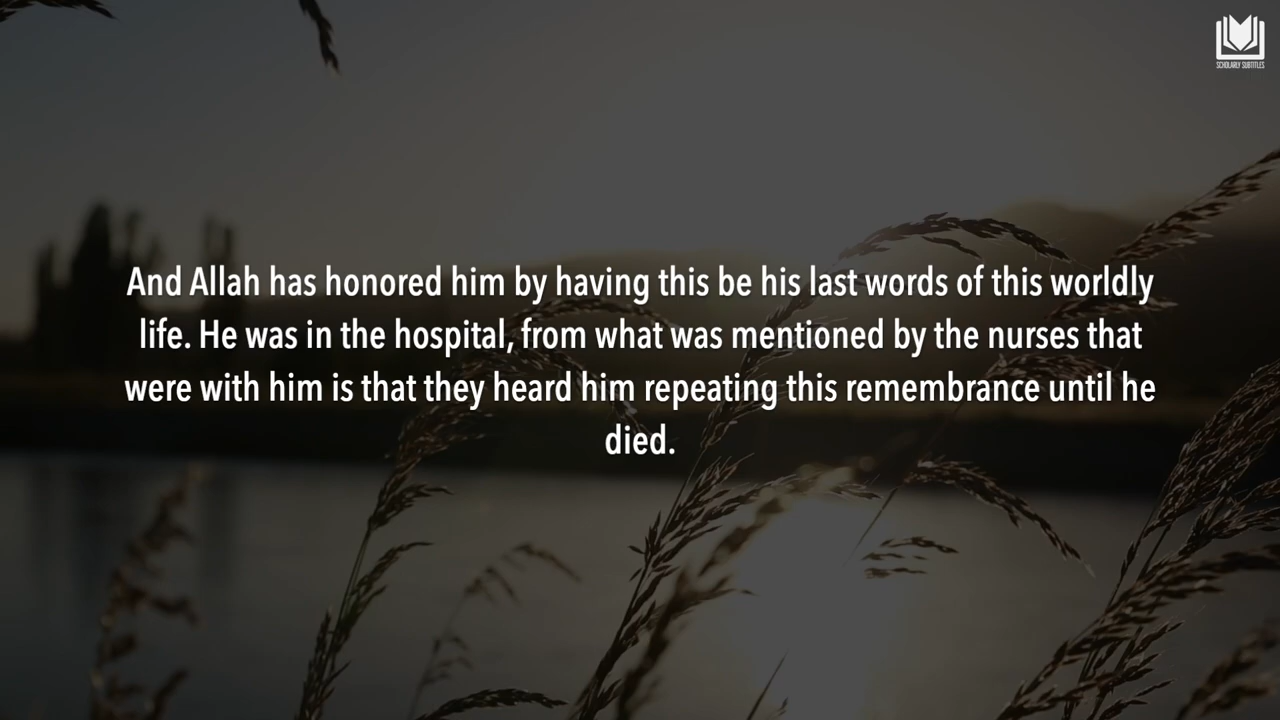 SCHOLARLY SUBTITLES
And Allah has honored him by having this be his last words of this worldly
life. He was in the hospital, from what was mentioned by the nurses that
were with him is that they heard him repeating this remembrance until he
died.